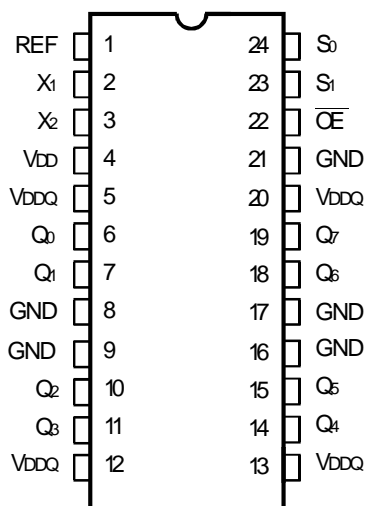 REF 1 24 S0
X1 2 23 S1
X2 3 22 OE
VDD 4 21 GND
VDDQ 5 20 VDDQ
Q0 6 19 Q7
Q1 7 18 Q6
GND 8 17 GND
GND 9 16 GND
Q2 10 15 Q5
Q3 11 14 Q4
VDDQ 12 13 VDDQ